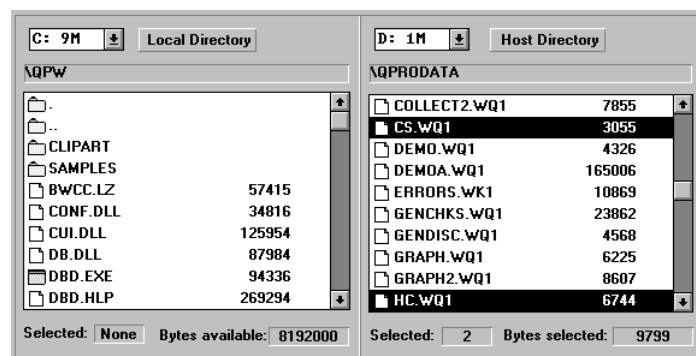 C: 9M Local Directory
\QPW
.
..
CLIPART
SAMPLES
BWCC.LZ 57415
CONF.DLL 34816
CUI.DLL 125954
DB.DLL 87984
DBD.EXE 94336
DBD.HLP 269294
Selected: None Bytes available: 8192000
D: 1M Host Directory
\QPRODATA
COLLECT2.WQ1 7855
CS.WQ1 3055
DEMO.WQ1 4326
DEMOA.WQ1 165006
ERRORS.WK1 10869
GENCHKS.WQ1 23862
GENDISC.WQ1 4568
GRAPH.WQ1 6225
GRAPH2.WQ1 8607
HC.WQ1 6744
Selected: 2 Bytes selected: 9799